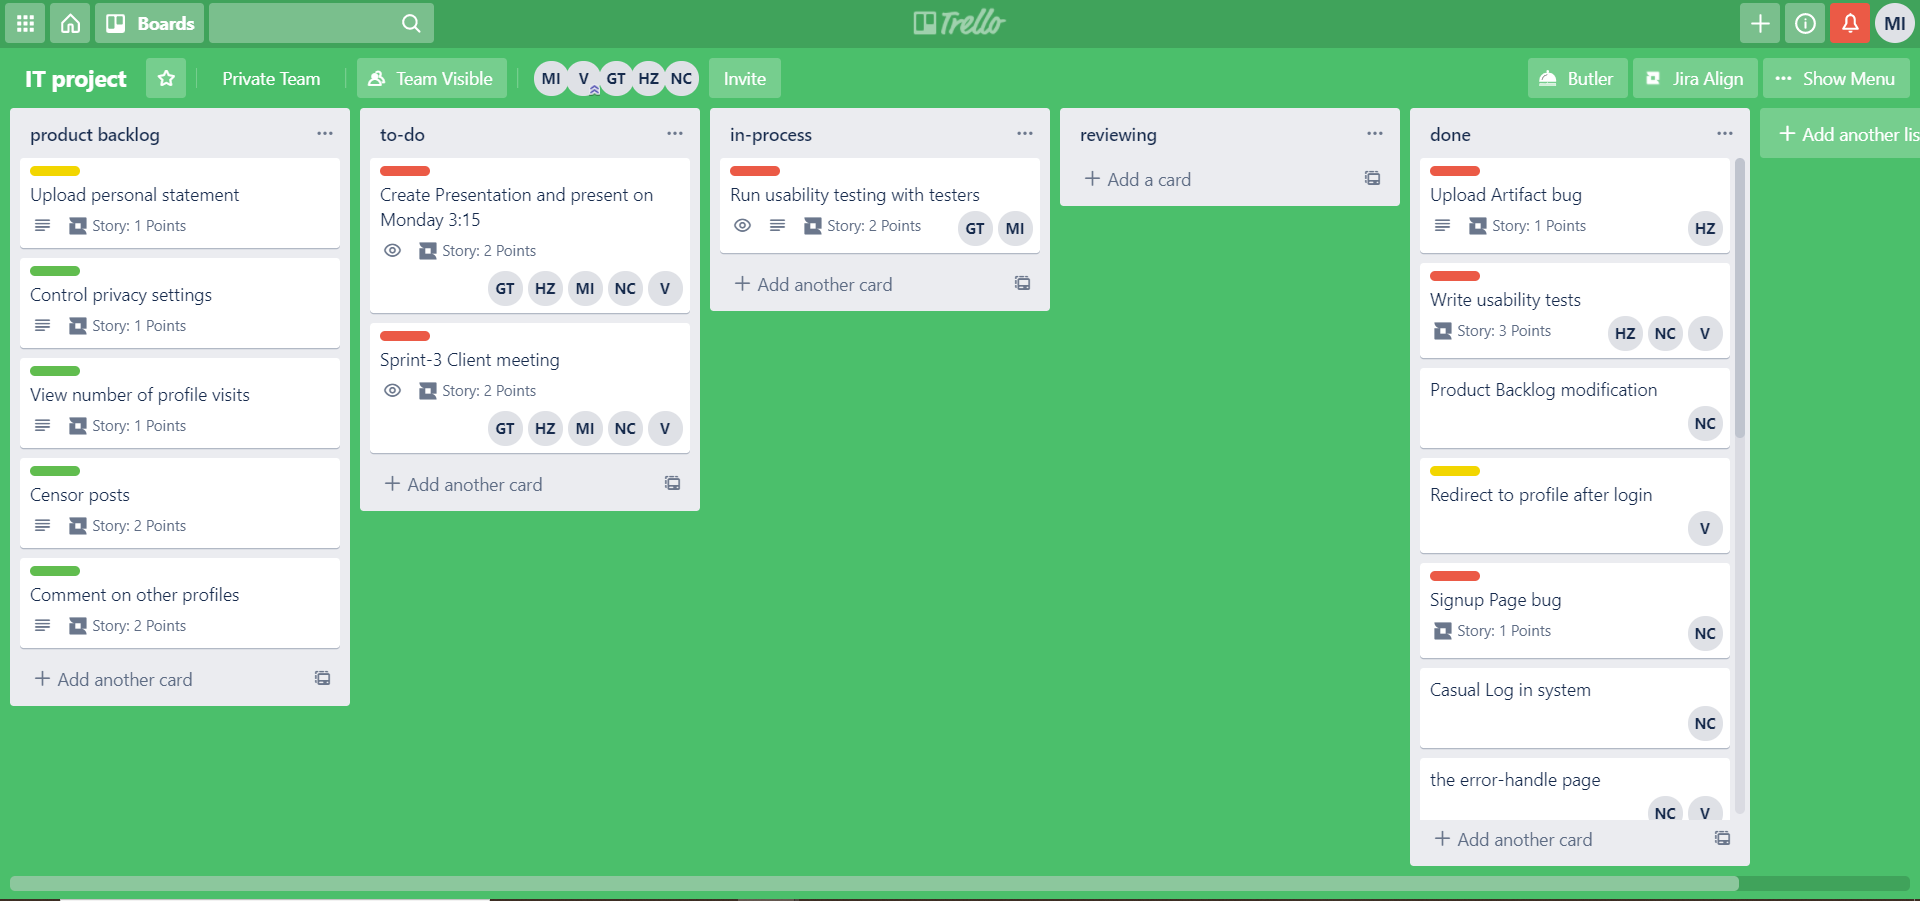 Boards
Trello
MI
IT project
Private Team
Team Visible
MI V GT HZ NC
Invite
Butler
Jira Align
Show Menu
product backlog
Upload personal statement
Story: 1 Points
Control privacy settings
Story: 1 Points
View number of profile visits
Story: 1 Points
Censor posts
Story: 2 Points
Comment on other profiles
Story: 2 Points
Add another card
to-do
Create Presentation and present on
Monday 3:15
Story: 2 Points
GT HZ MI NC V
Sprint-3 Client meeting
Story: 2 Points
GT HZ MI NC V
Add another card
in-process
Run usability testing with testers
Story: 2 Points
GT MI
Add another card
reviewing
Add a card
done
Upload Artifact bug
Story: 1 Points
HZ
Write usability tests
Story: 3 Points
HZ NC V
Product Backlog modification
NC
Redirect to profile after login
V
Signup Page bug
Story: 1 Points
NC
Casual Log in system
NC
the error-handle page
NC V
Add another card
Add another lis